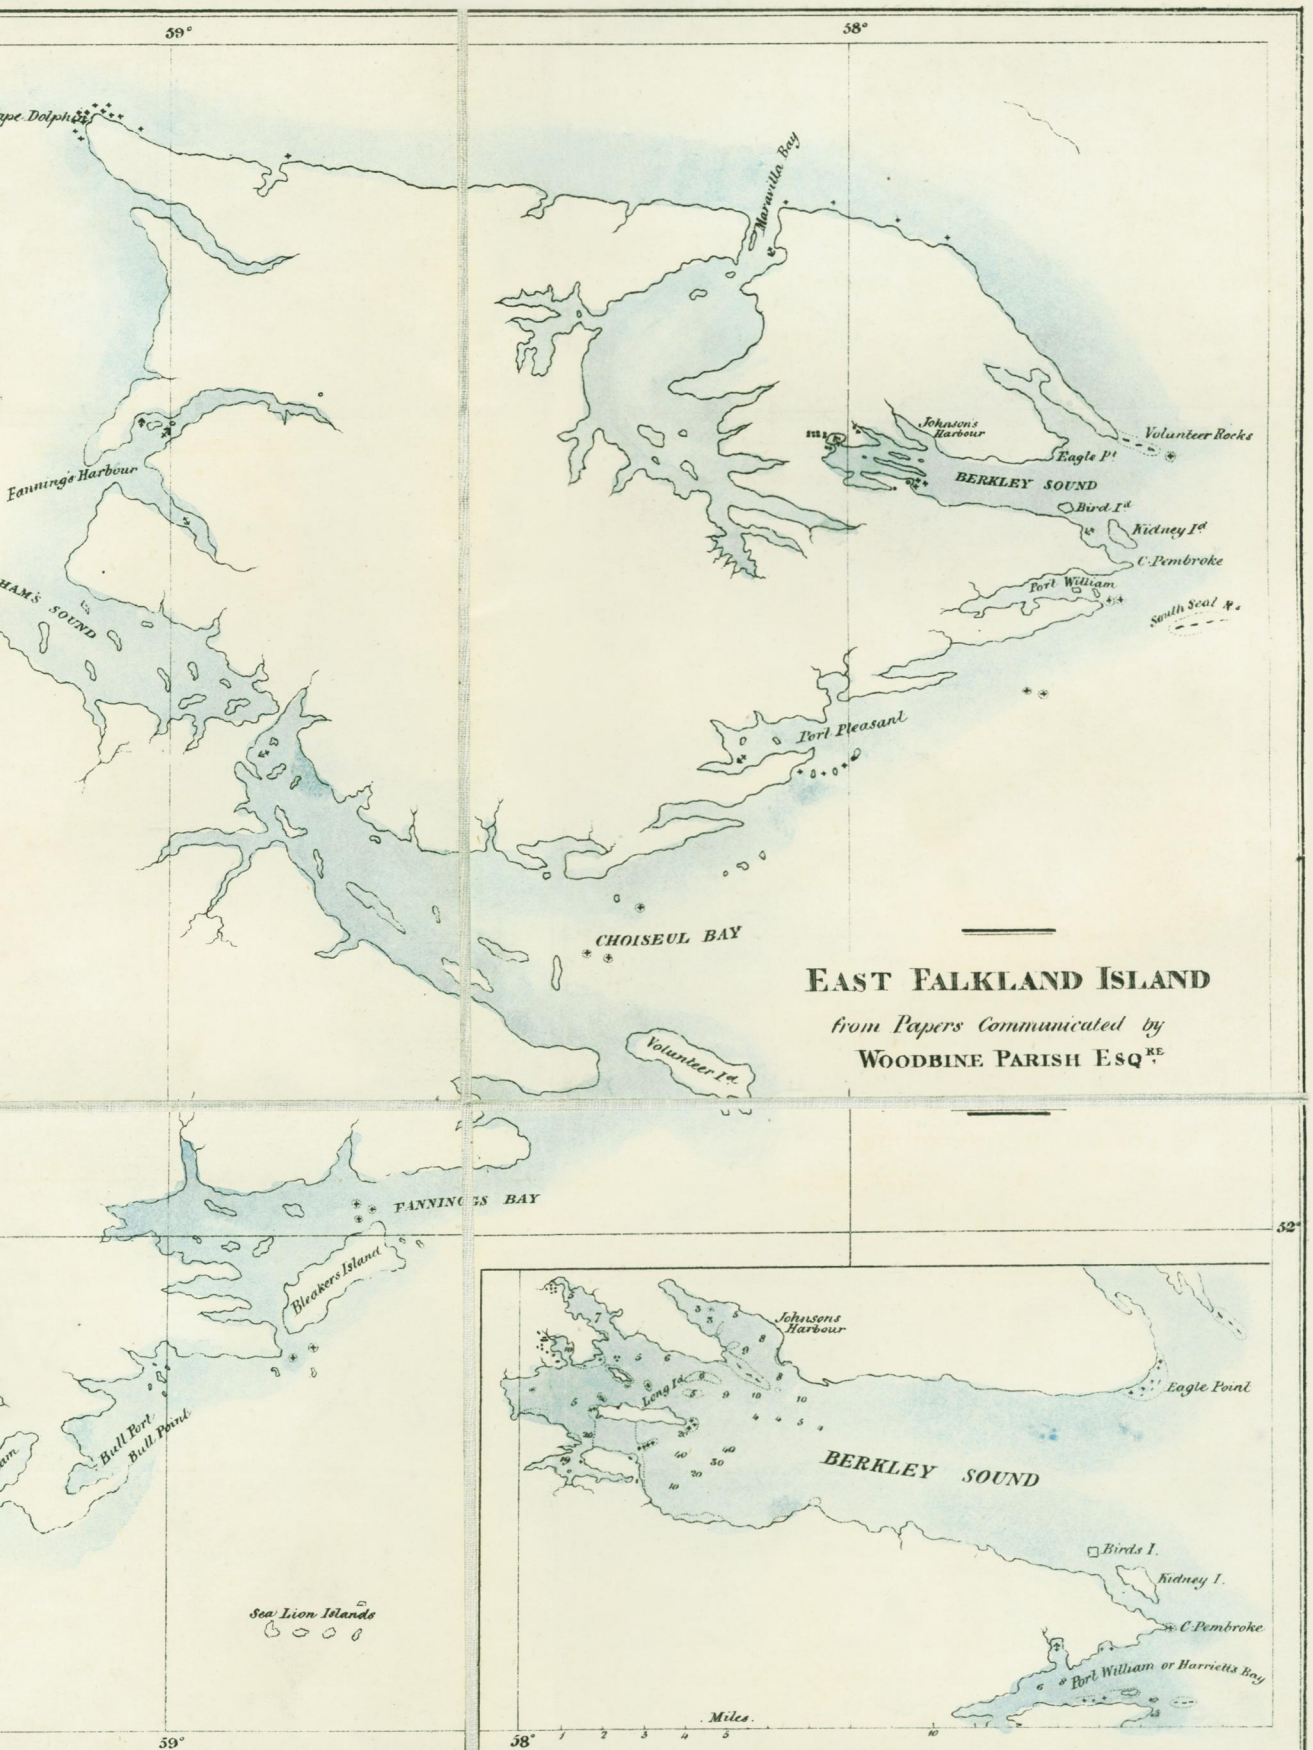 59°
58°
Cape Dolphin
Maravilla Bay
Johnson's
Harbour
Volunteer Rocks
Eagle Pt
BERKLEY SOUND
Bird Id
Kidney Id
C. Pembroke
Port William
South Seal Rs
Fanning's Harbour
HAM'S SOUND
Port Pleasant
CHOISEUL BAY
EAST FALKLAND ISLAND
from Papers Communicated by
WOODBINE PARISH ESQRE.
Volunteer Id
FANNINGS BAY
52°
Bleakers Island
Bull Port
Bull Point
Sea Lion Islands
Johnsons
Harbour
Long Id
Eagle Point
BERKLEY SOUND
Birds I.
Kidney I.
C. Pembroke
Port William or Harrietts Bay
Miles.
59°
58°
1 2 3 4 5 10